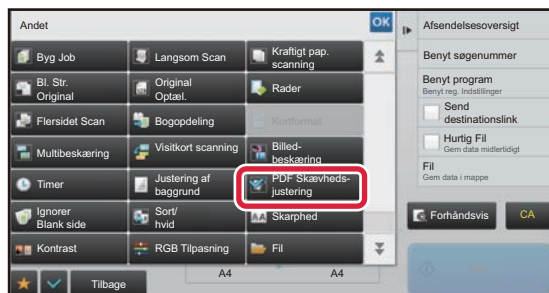 Andet
OK
Byg Job
Langsom Scan
Kraftigt pap.
scanning
Bl. Str.
Original
Original
Optæl.
Rader
Flersidet Scan
Bogopdeling
Kortformat
Multibeskæring
Visitkort scanning
Billed-
beskæring
Timer
Justering af
baggrund
PDF Skævheds-
justering
Ignorer
Blank side
Sort/
hvid
AA Skarphed
Kontrast
RGB Tilpasning
Fil
Tilbage
A4
A4
Afsendelsesoversigt
Benyt søgenummer
Benyt program
Benyt reg. Indstillinger
Send
destinationslink
Hurtig Fil
Gem data midlertidigt
Fil
Gem data i mappe
Forhåndsvis
CA